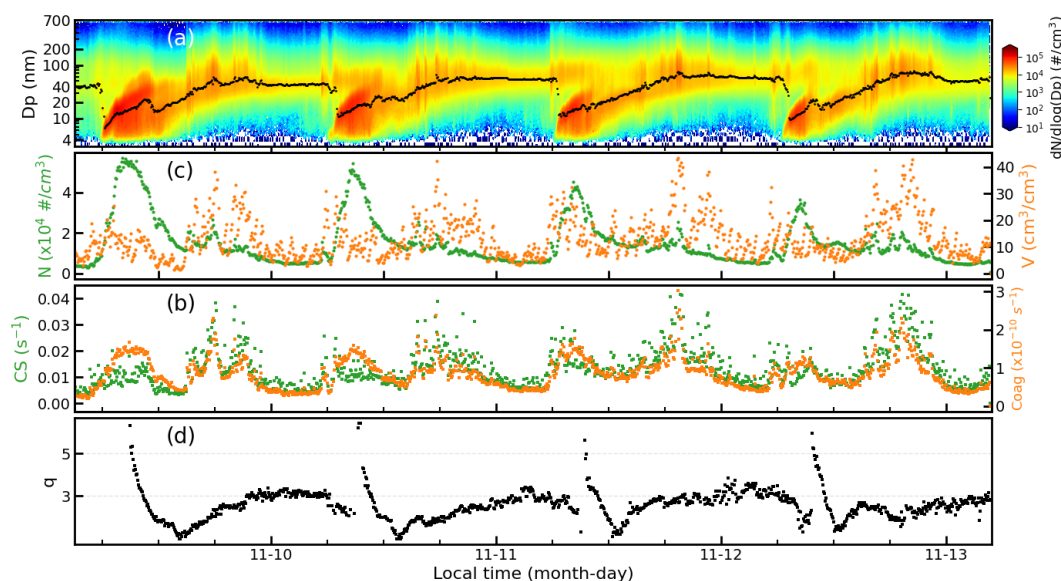 700
200
100
40
20
10
4
Dp (nm)
(a)
10⁵
10⁴
10³
10²
10¹
dN/dlog(Dp) (#/cm³)
4
2
0
N (x10⁴ #/cm³)
(c)
40
30
20
10
0
V (cm³/cm³)
0.04
0.03
0.02
0.01
0.00
CS (s⁻¹)
(b)
3
2
1
0
Coag (x10⁻¹⁰ s⁻¹)
5
3
q
(d)
11-10
11-11
11-12
11-13
Local time (month-day)